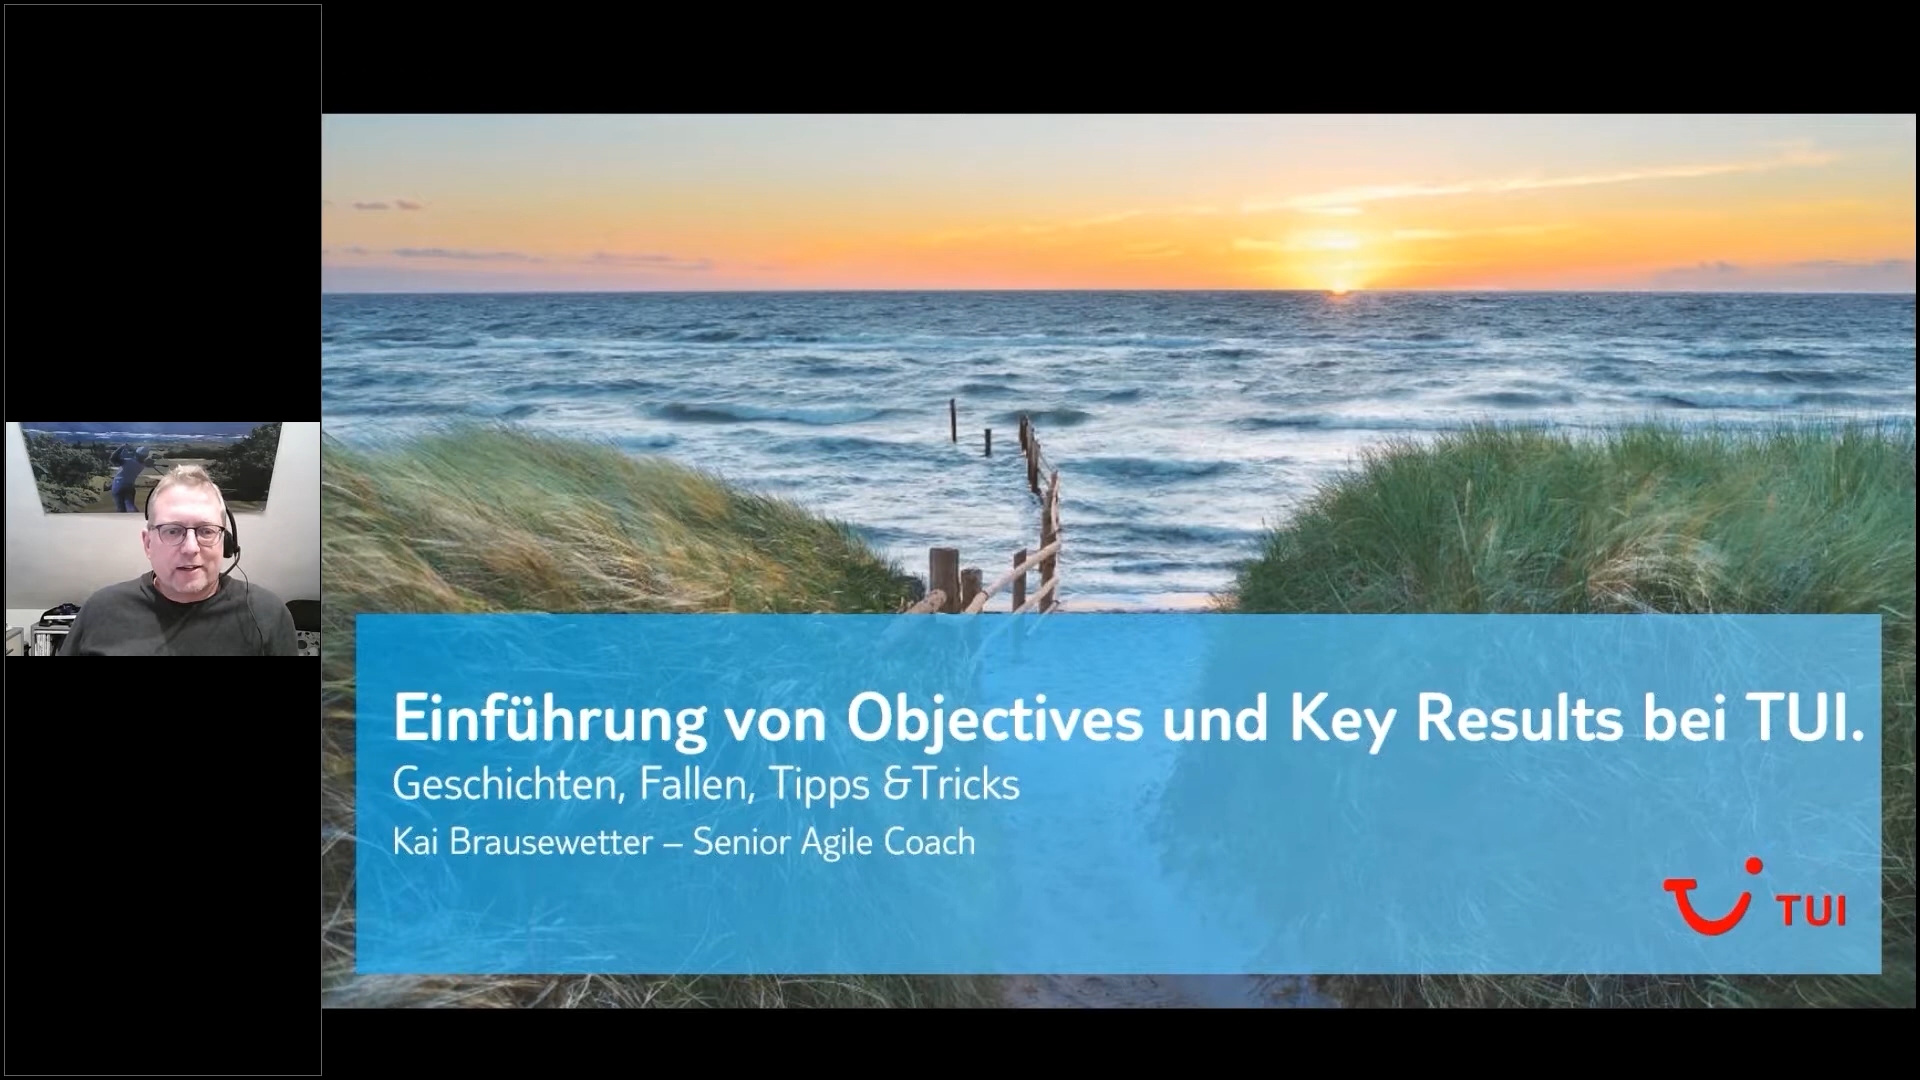 Einführung von Objectives und Key Results bei TUI.
Geschichten, Fallen, Tipps &Tricks
Kai Brausewetter – Senior Agile Coach
TUI